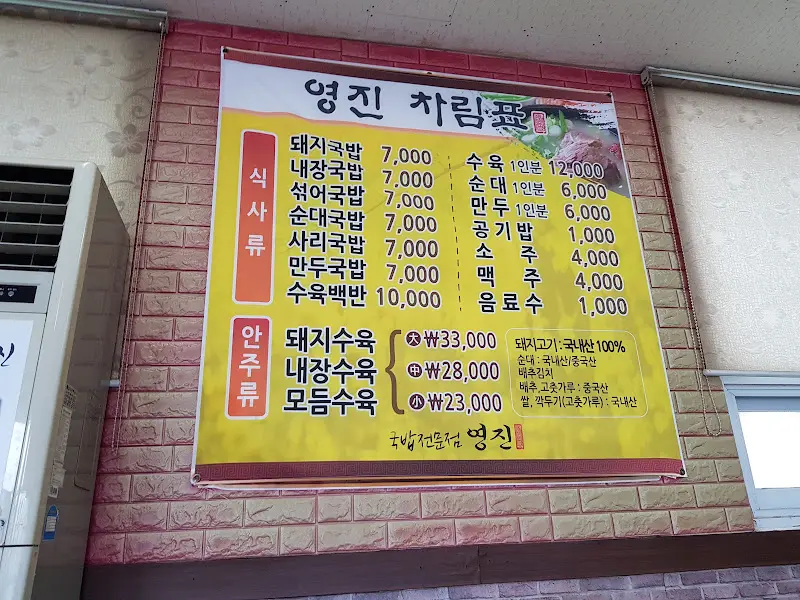 영진 차림표
식사류
돼지국밥 7,000
내장국밥 7,000
섞어국밥 7,000
순대국밥 7,000
사리국밥 7,000
만두국밥 7,000
수육백반 10,000
수육 1인분 12,000
순대 1인분 6,000
만두 1인분 6,000
공기밥 1,000
소주 4,000
맥주 4,000
음료수 1,000
안주류
돼지수육
내장수육
모듬수육
大 ₩33,000
中 ₩28,000
小 ₩23,000
돼지고기 : 국내산 100%
순대 : 국내산/중국산
배추김치
배추, 고춧가루 : 중국산
쌀, 깍두기(고춧가루) : 국내산
국밥전문점 영진